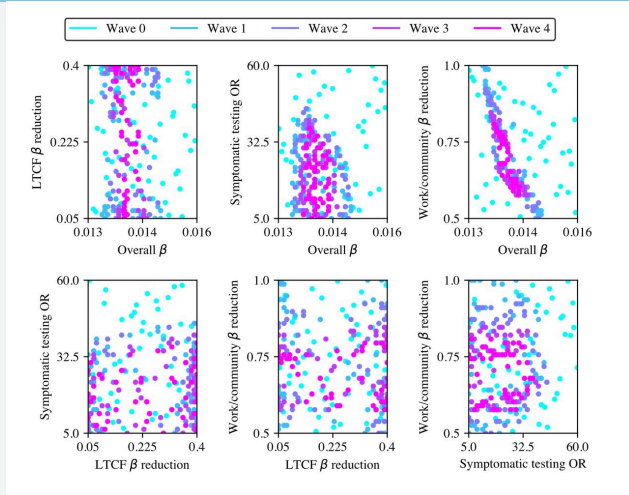 Wave 0 Wave 1 Wave 2 Wave 3 Wave 4
LTCF β reduction
0.4
0.225
0.05
0.013 0.014 0.016
Overall β
Symptomatic testing OR
60.0
32.5
5.0
0.013 0.014 0.016
Overall β
Work/community β reduction
1.0
0.75
0.5
0.013 0.014 0.016
Overall β
Symptomatic testing OR
60.0
32.5
5.0
0.05 0.225 0.4
LTCF β reduction
Work/community β reduction
1.0
0.75
0.5
0.05 0.225 0.4
LTCF β reduction
Work/community β reduction
1.0
0.75
0.5
5.0 32.5 60.0
Symptomatic testing OR